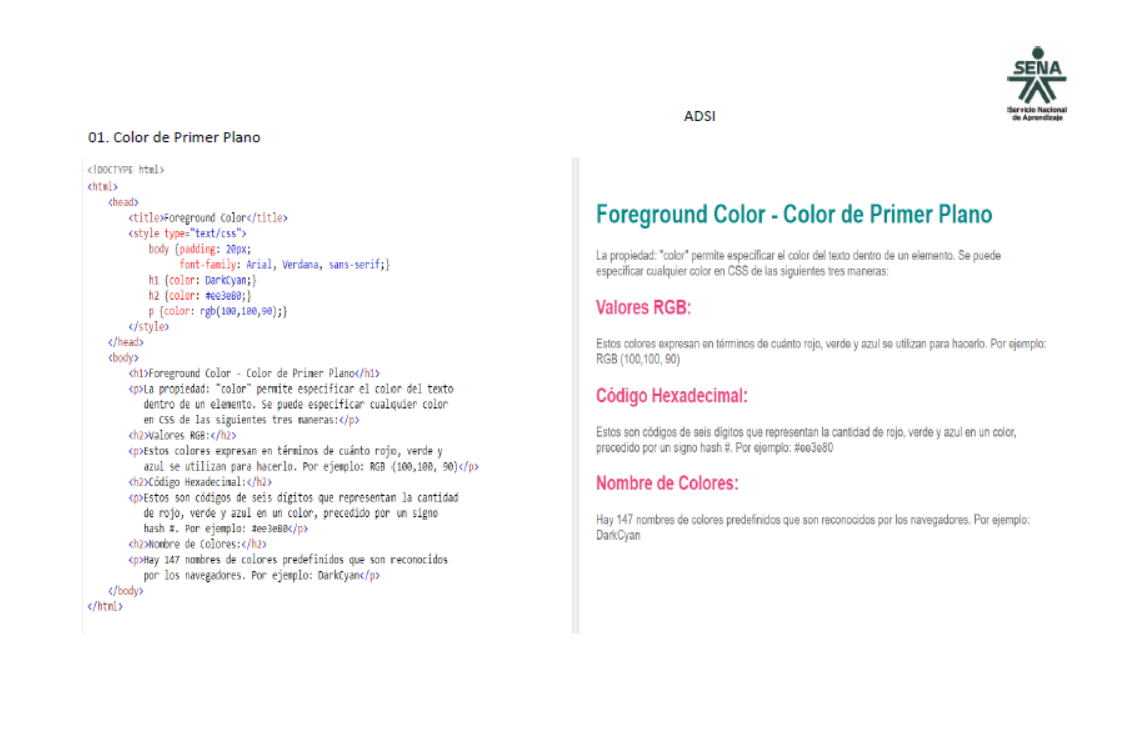 SENA
Servicio Nacional
de Aprendizaje
ADSI
01. Color de Primer Plano
<!DOCTYPE html>
<html>
<head>
<title>Foreground Color</title>
<style type="text/css">
body {padding: 20px;
font-family: Arial, Verdana, sans-serif;}
h1 {color: DarkCyan;}
h2 {color: #ee3e80;}
p {color: rgb(100,100,90);}
</style>
</head>
<body>
<h1>Foreground Color - Color de Primer Plano</h1>
<p>La propiedad: "color" permite especificar el color del texto
dentro de un elemento. Se puede especificar cualquier color
en CSS de las siguientes tres maneras:</p>
<h2>Valores RGB:</h2>
<p>Estos colores expresan en términos de cuánto rojo, verde y
azul se utilizan para hacerlo. Por ejemplo: RGB (100,100, 90)</p>
<h2>Código Hexadecimal:</h2>
<p>Estos son códigos de seis dígitos que representan la cantidad
de rojo, verde y azul en un color, precedido por un signo
hash #. Por ejemplo: #ee3e80</p>
<h2>Nombre de Colores:</h2>
<p>Hay 147 nombres de colores predefinidos que son reconocidos
por los navegadores. Por ejemplo: DarkCyan</p>
</body>
</html>
Foreground Color - Color de Primer Plano
La propiedad: "color" permite especificar el color del texto dentro de un elemento. Se puede
especificar cualquier color en CSS de las siguientes tres maneras:
Valores RGB:
Estos colores expresan en términos de cuánto rojo, verde y azul se utilizan para hacerlo. Por ejemplo:
RGB (100,100, 90)
Código Hexadecimal:
Estos son códigos de seis dígitos que representan la cantidad de rojo, verde y azul en un color,
precedido por un signo hash #. Por ejemplo: #ee3e80
Nombre de Colores:
Hay 147 nombres de colores predefinidos que son reconocidos por los navegadores. Por ejemplo:
DarkCyan